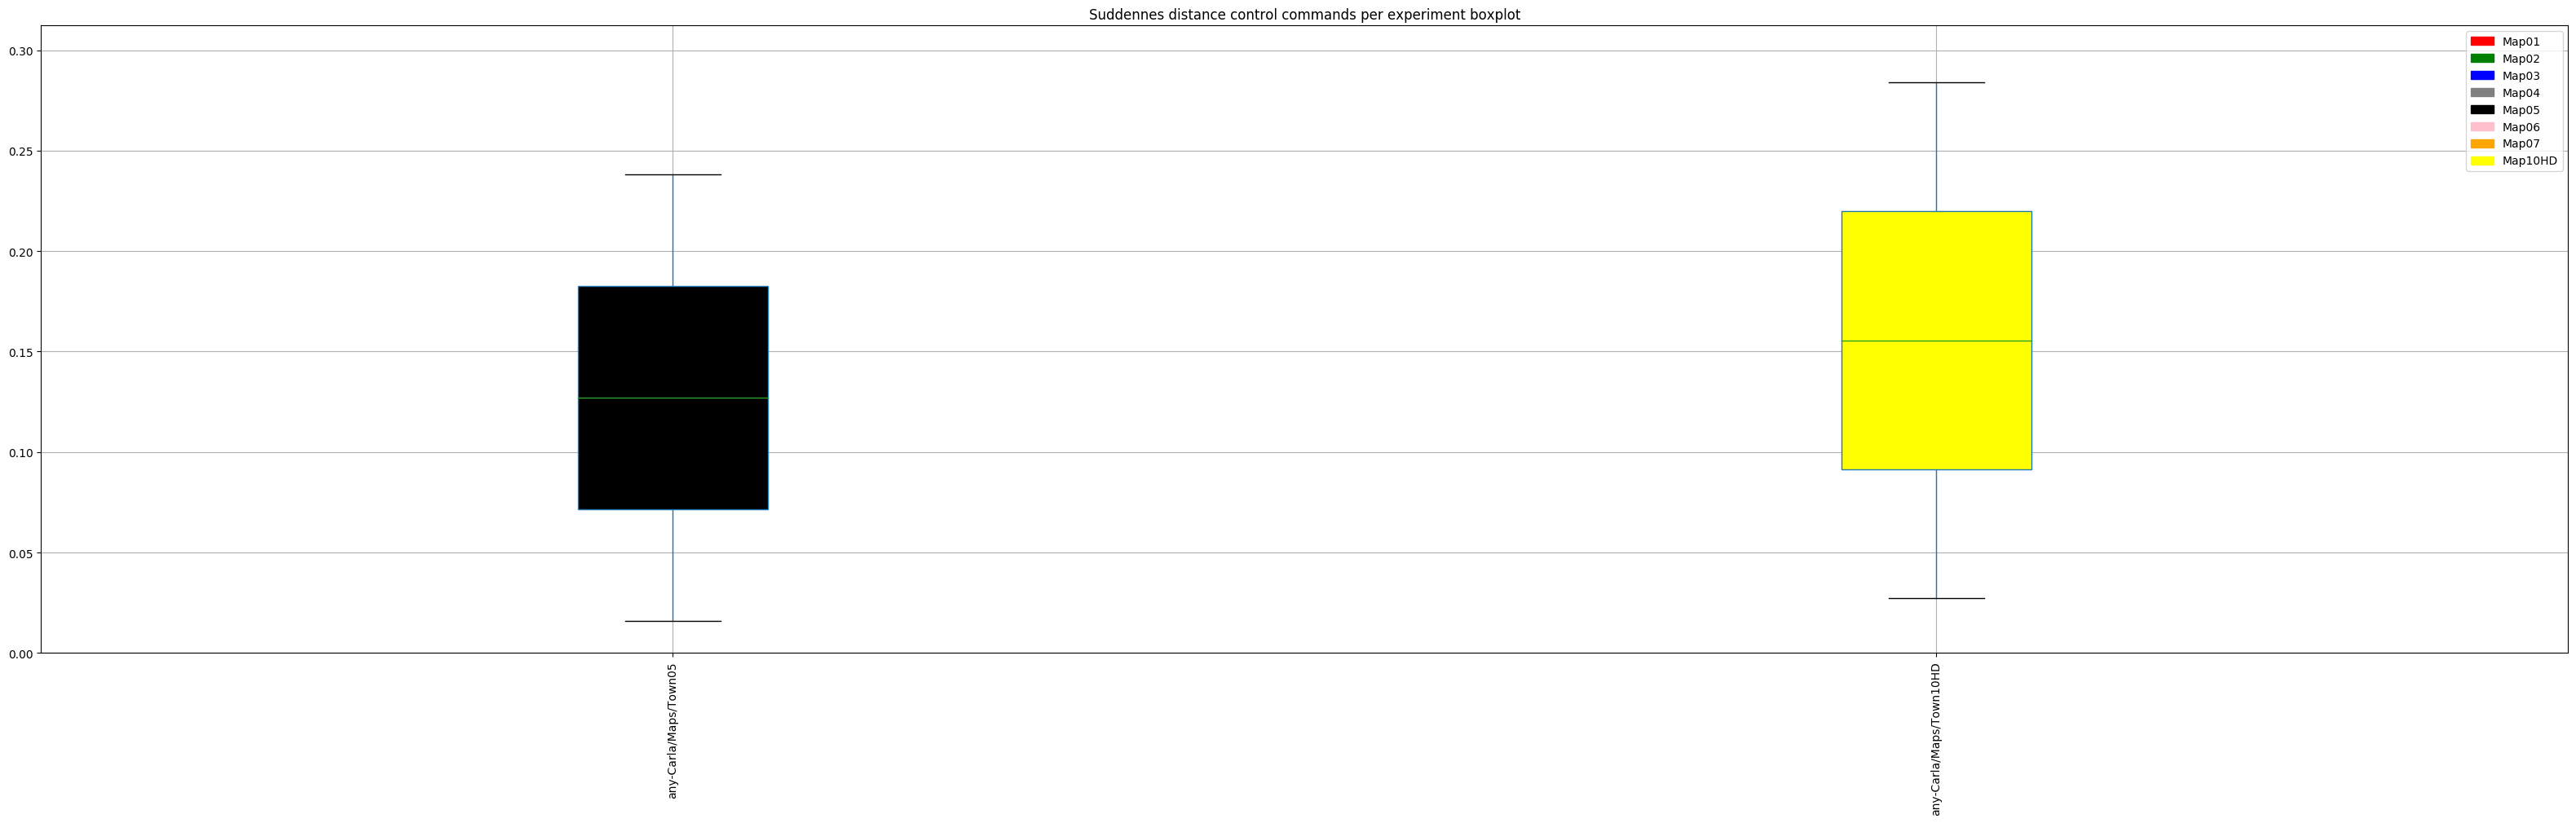 Suddennes distance control commands per experiment boxplot
0.30
0.25
0.20
0.15
0.10
0.05
0.00
Map01
Map02
Map03
Map04
Map05
Map06
Map07
Map10HD
any-Carla/Maps/Town05
any-Carla/Maps/Town10HD